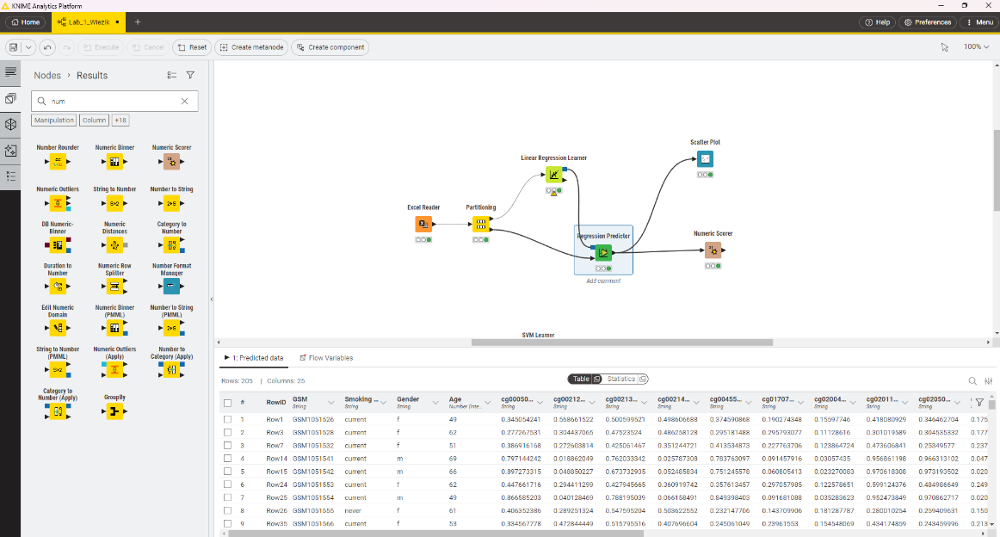 KNIME Analytics Platform
Home
Lab_1_Wiezik
Help
Preferences
Menu
Execute
Cancel
Reset
Create metanode
Create component
100%
Nodes › Results
num
Manipulation
Column
+18
Number Rounder
Numeric Binner
Numeric Scorer
Numeric Outliers
String to Number
Number to String
DB Numeric-Binner
Numeric Distances
Category to Number
Duration to Number
Numeric Row Splitter
Number Format Manager
Edit Numeric Domain
Numeric Binner (PMML)
Number to String (PMML)
String to Number (PMML)
Numeric Outliers (Apply)
Number to Category (Apply)
Category to Number (Apply)
GroupBy
Scatter Plot
Linear Regression Learner
Excel Reader
Partitioning
Regression Predictor
Numeric Scorer
Add comment
SVM Learner
1: Predicted data
Flow Variables
Rows: 205 | Columns: 25
Table
Statistics
# RowID GSM Smoking ... Gender Age cg00050... cg00212... cg00213... cg00214... cg00455... cg01707... cg02004... cg02011... cg02050...
String String String Number (Inte... String String String String String String String String String
1 Row1 GSM1051526 current f 49 0.345054241 0.568661522 0.500599521 0.498606688 0.374590868 0.190274348 0.15597746 0.418080929 0.346462704 0.175
2 Row3 GSM1051528 current f 62 0.277267531 0.304437065 0.47523524 0.486258128 0.295181488 0.295793077 0.11128616 0.301019589 0.304535332 0.177
3 Row7 GSM1051532 current f 51 0.386916168 0.272603814 0.425061467 0.351244721 0.413534873 0.227763706 0.123864724 0.473606841 0.25349577 0.237
4 Row14 GSM1051541 current m 69 0.797144242 0.018862049 0.762033342 0.025787308 0.783763097 0.091457916 0.03057435 0.956861198 0.966313102 0.047
5 Row15 GSM1051542 current m 66 0.897273315 0.048850227 0.673732935 0.052485834 0.751245578 0.060805413 0.023270083 0.970618308 0.973193502 0.020
6 Row24 GSM1051553 current f 62 0.447661716 0.294411299 0.427945665 0.360919742 0.357613457 0.297057985 0.122578651 0.599124376 0.484986649 0.249
7 Row25 GSM1051554 current m 49 0.866585203 0.040128469 0.788195039 0.066158491 0.849398403 0.091681088 0.035283623 0.952473849 0.970862717 0.020
8 Row26 GSM1051555 never f 61 0.406352386 0.289251324 0.547595204 0.503622552 0.232147706 0.143709906 0.181287787 0.280010254 0.259409631 0.150
9 Row35 GSM1051566 current f 53 0.334567778 0.472844449 0.515795516 0.407696604 0.245061049 0.23961553 0.154548069 0.434174859 0.243459996 0.213